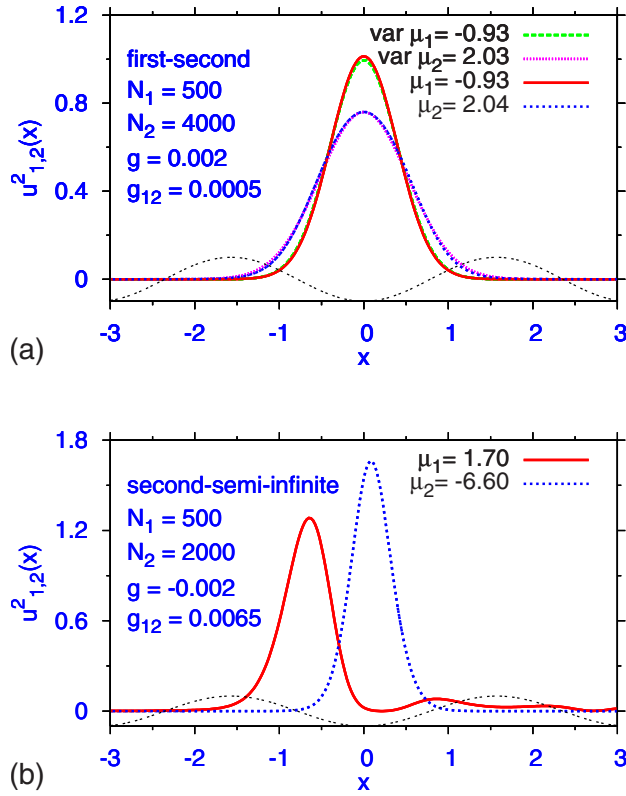 var μ₁= -0.93
var μ₂= 2.03
μ₁= -0.93
μ₂= 2.04
first-second
N₁ = 500
N₂ = 4000
g = 0.002
g₁₂ = 0.0005
u²₁,₂(x)
1.2
0.8
0.4
0
-3 -2 -1 0 1 2 3
x
(a)
μ₁= 1.70
μ₂= -6.60
second-semi-infinite
N₁ = 500
N₂ = 2000
g = -0.002
g₁₂ = 0.0065
u²₁,₂(x)
1.8
1.2
0.6
0
-3 -2 -1 0 1 2 3
x
(b)